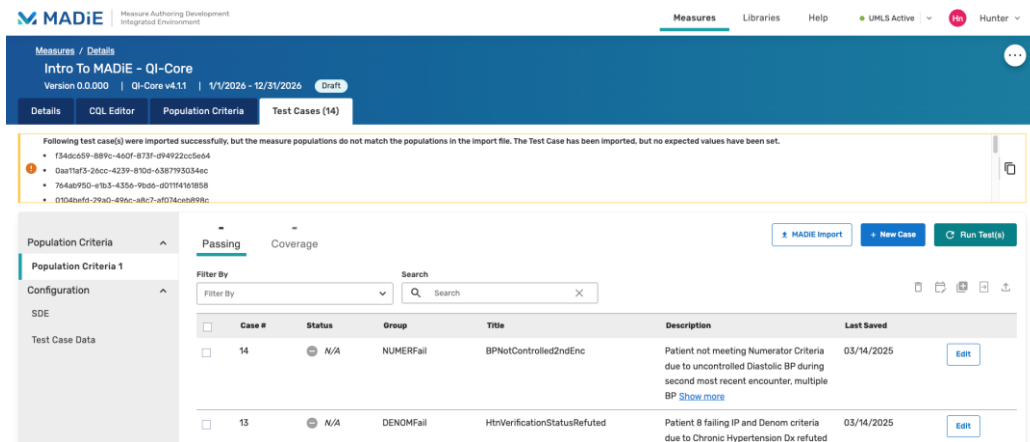 MADiE
Measure Authoring Development
Integrated Environment
Measures
Libraries
Help
UMLS Active
Hn
Hunter
Measures / Details
Intro To MADiE - QI-Core
Version 0.0.000 | QI-Core v4.1.1 | 1/1/2026 - 12/31/2026 Draft
Details
CQL Editor
Population Criteria
Test Cases (14)
Following test case(s) were imported successfully, but the measure populations do not match the populations in the import file. The Test Case has been imported, but no expected values have been set.
• f34dc659-889c-460f-873f-d94922cc5e64
• 0aa11af3-26cc-4239-810d-6387193034ec
• 764ab950-e1b3-4356-9bd6-d011f4161858
• 0104befd-29a0-496c-a8c7-af074ceb898c
Population Criteria
Population Criteria 1
Configuration
SDE
Test Case Data
- Passing
- Coverage
MADiE Import
+ New Case
Run Test(s)
Filter By
Filter By
Search
Search
Case #
Status
Group
Title
Description
Last Saved
14
N/A
NUMERFail
BPNotControlled2ndEnc
Patient not meeting Numerator Criteria
due to uncontrolled Diastolic BP during
second most recent encounter, multiple
BP Show more
03/14/2025
Edit
13
N/A
DENOMFail
HtnVerificationStatusRefuted
Patient 8 failing IP and Denom criteria
due to Chronic Hypertension Dx refuted
03/14/2025
Edit